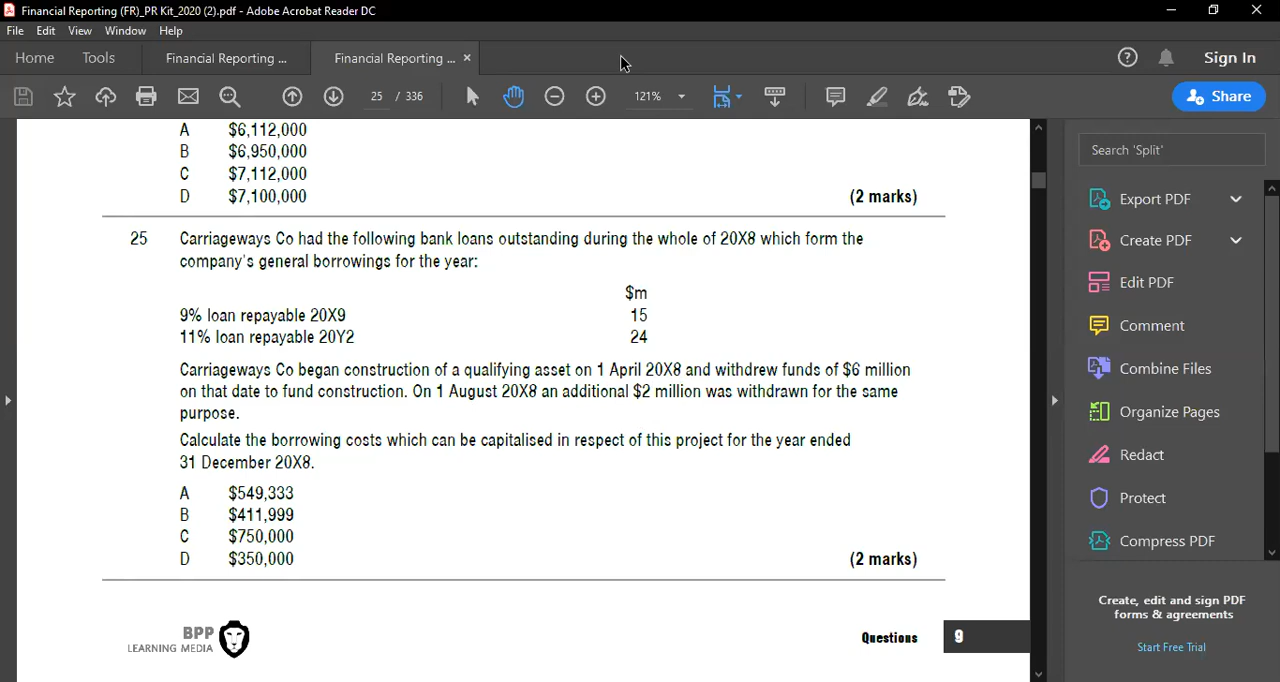 Financial Reporting (FR)_PR Kit_2020 (2).pdf - Adobe Acrobat Reader DC
File Edit View Window Help
Home Tools Financial Reporting ... Financial Reporting ... × Sign In
25 / 336 121% Share
A $6,112,000
B $6,950,000
C $7,112,000
D $7,100,000 (2 marks)
25 Carriageways Co had the following bank loans outstanding during the whole of 20X8 which form the
company's general borrowings for the year:
$m
9% loan repayable 20X9 15
11% loan repayable 20Y2 24
Carriageways Co began construction of a qualifying asset on 1 April 20X8 and withdrew funds of $6 million
on that date to fund construction. On 1 August 20X8 an additional $2 million was withdrawn for the same
purpose.
Calculate the borrowing costs which can be capitalised in respect of this project for the year ended
31 December 20X8.
A $549,333
B $411,999
C $750,000
D $350,000 (2 marks)
BPP
LEARNING MEDIA
Questions 9
Search 'Split'
Export PDF
Create PDF
Edit PDF
Comment
Combine Files
Organize Pages
Redact
Protect
Compress PDF
Create, edit and sign PDF
forms & agreements
Start Free Trial